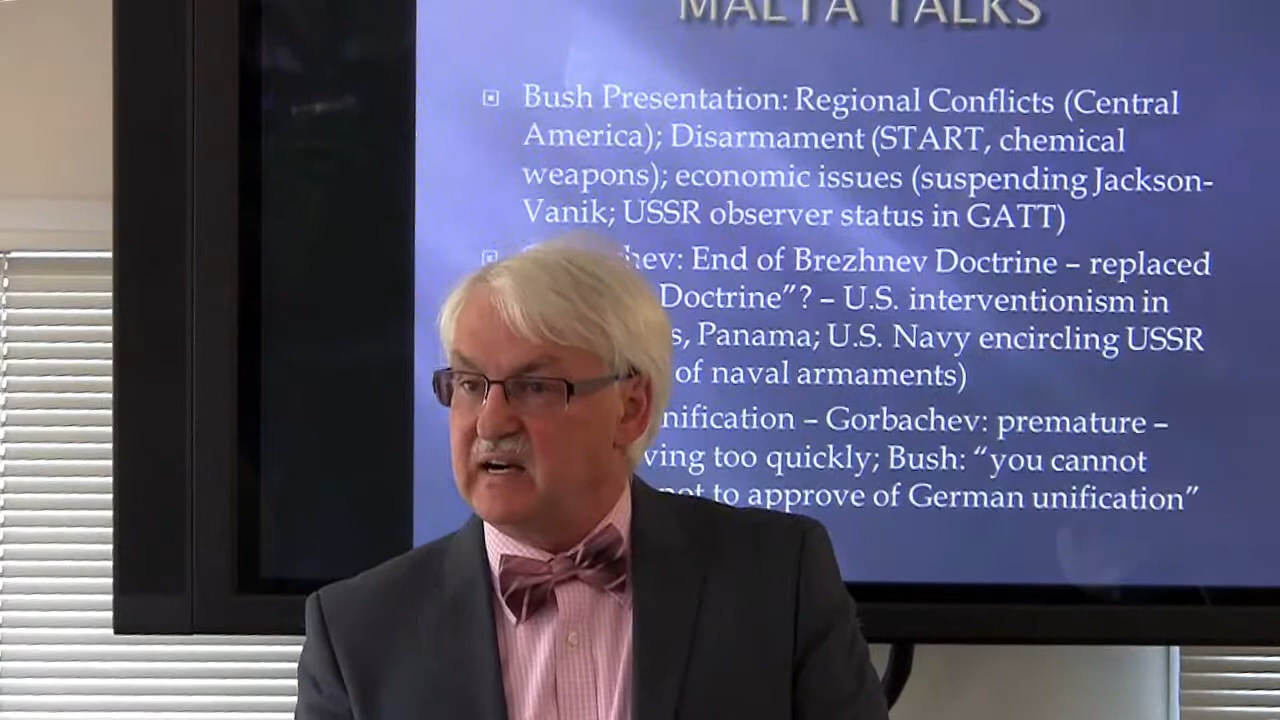 MALTA TALKS
Bush Presentation: Regional Conflicts (Central
America); Disarmament (START, chemical
weapons); economic issues (suspending Jackson-
Vanik; USSR observer status in GATT)
hev: End of Brezhnev Doctrine – replaced
Doctrine”? – U.S. interventionism in
s, Panama; U.S. Navy encircling USSR
of naval armaments)
nification – Gorbachev: premature –
ving too quickly; Bush: “you cannot
not to approve of German unification”